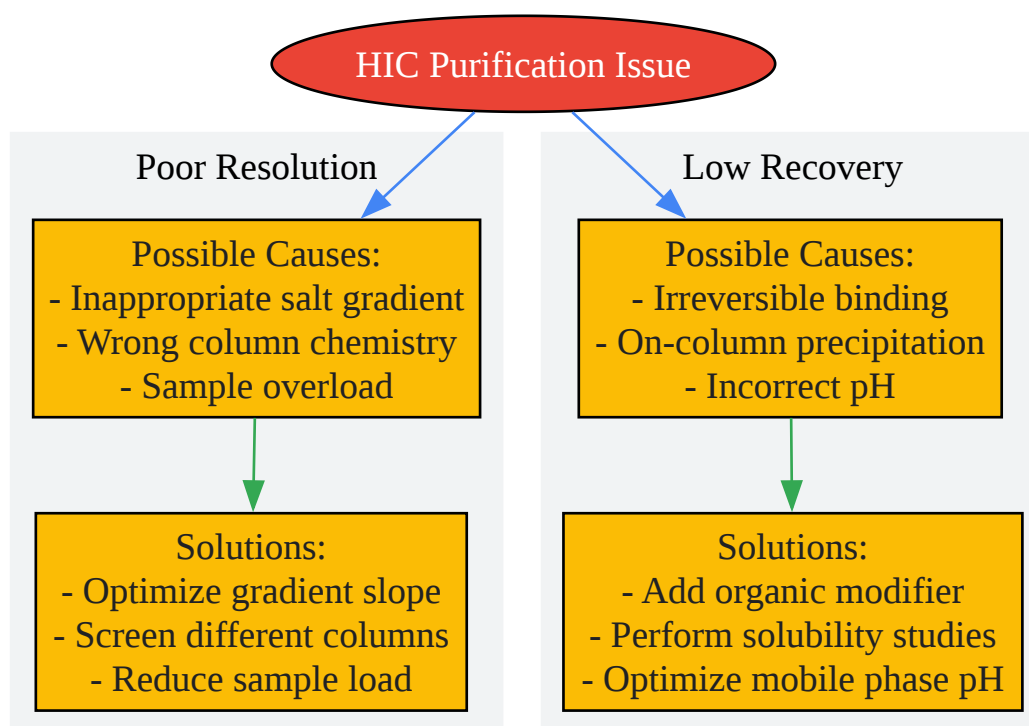 HIC Purification Issue
Poor Resolution
Possible Causes:
- Inappropriate salt gradient
- Wrong column chemistry
- Sample overload
Solutions:
- Optimize gradient slope
- Screen different columns
- Reduce sample load
Low Recovery
Possible Causes:
- Irreversible binding
- On-column precipitation
- Incorrect pH
Solutions:
- Add organic modifier
- Perform solubility studies
- Optimize mobile phase pH